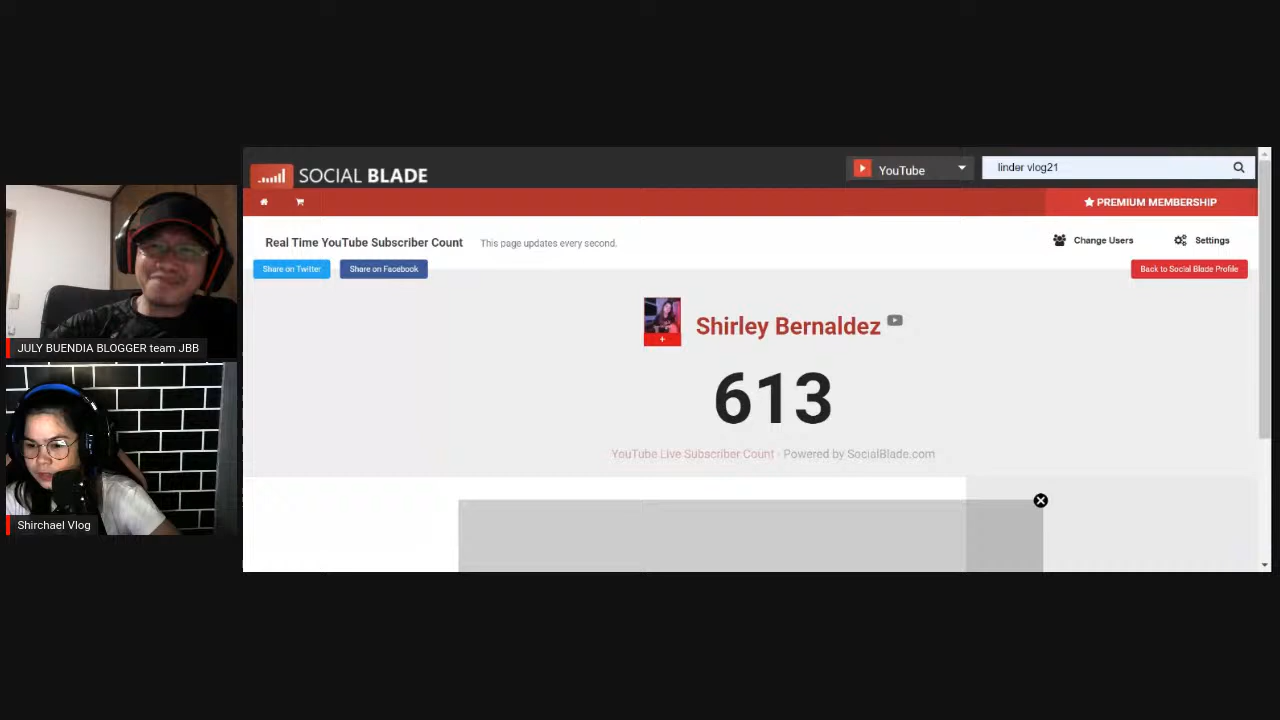 SOCIAL BLADE
YouTube
linder vlog21
PREMIUM MEMBERSHIP
Real Time YouTube Subscriber Count
This page updates every second.
Change Users
Settings
Share on Twitter
Share on Facebook
Back to Social Blade Profile
Shirley Bernaldez
613
YouTube Live Subscriber Count - Powered by SocialBlade.com
JULY BUENDIA BLOGGER team JBB
Shirchael Vlog